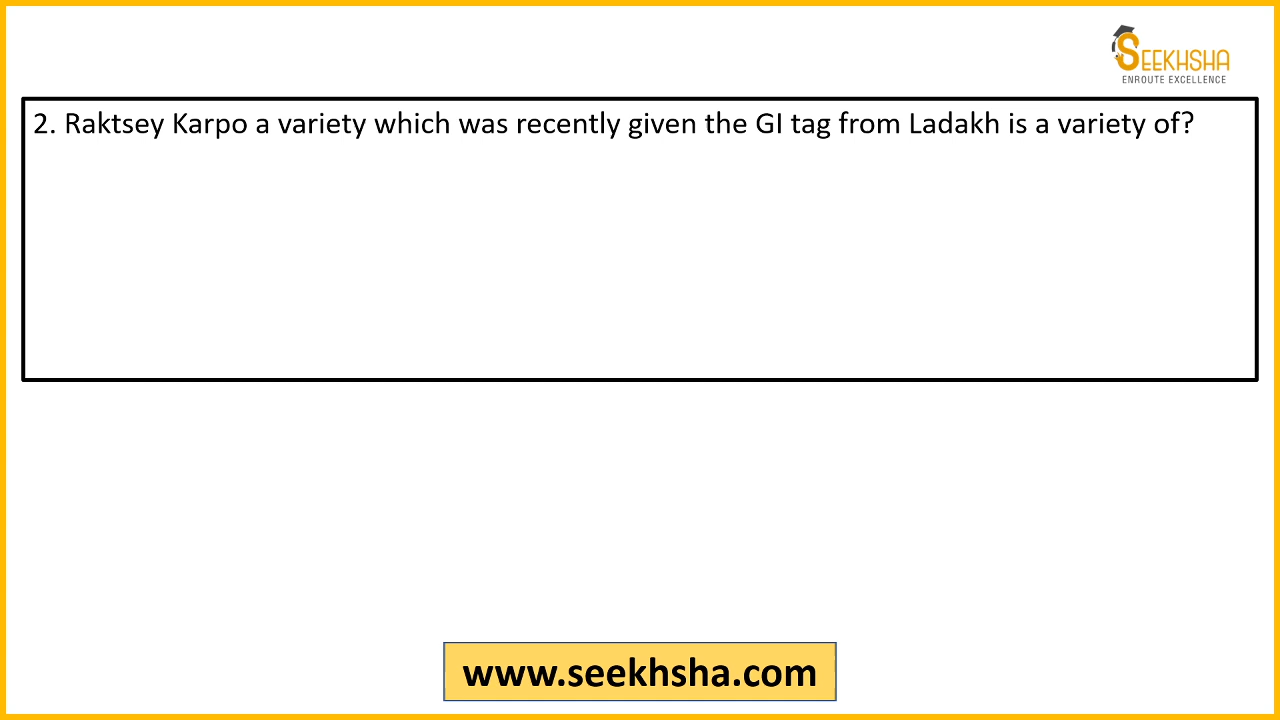 SEEKHSHA
ENROUTE EXCELLENCE
2. Raktsey Karpo a variety which was recently given the GI tag from Ladakh is a variety of?
www.seekhsha.com